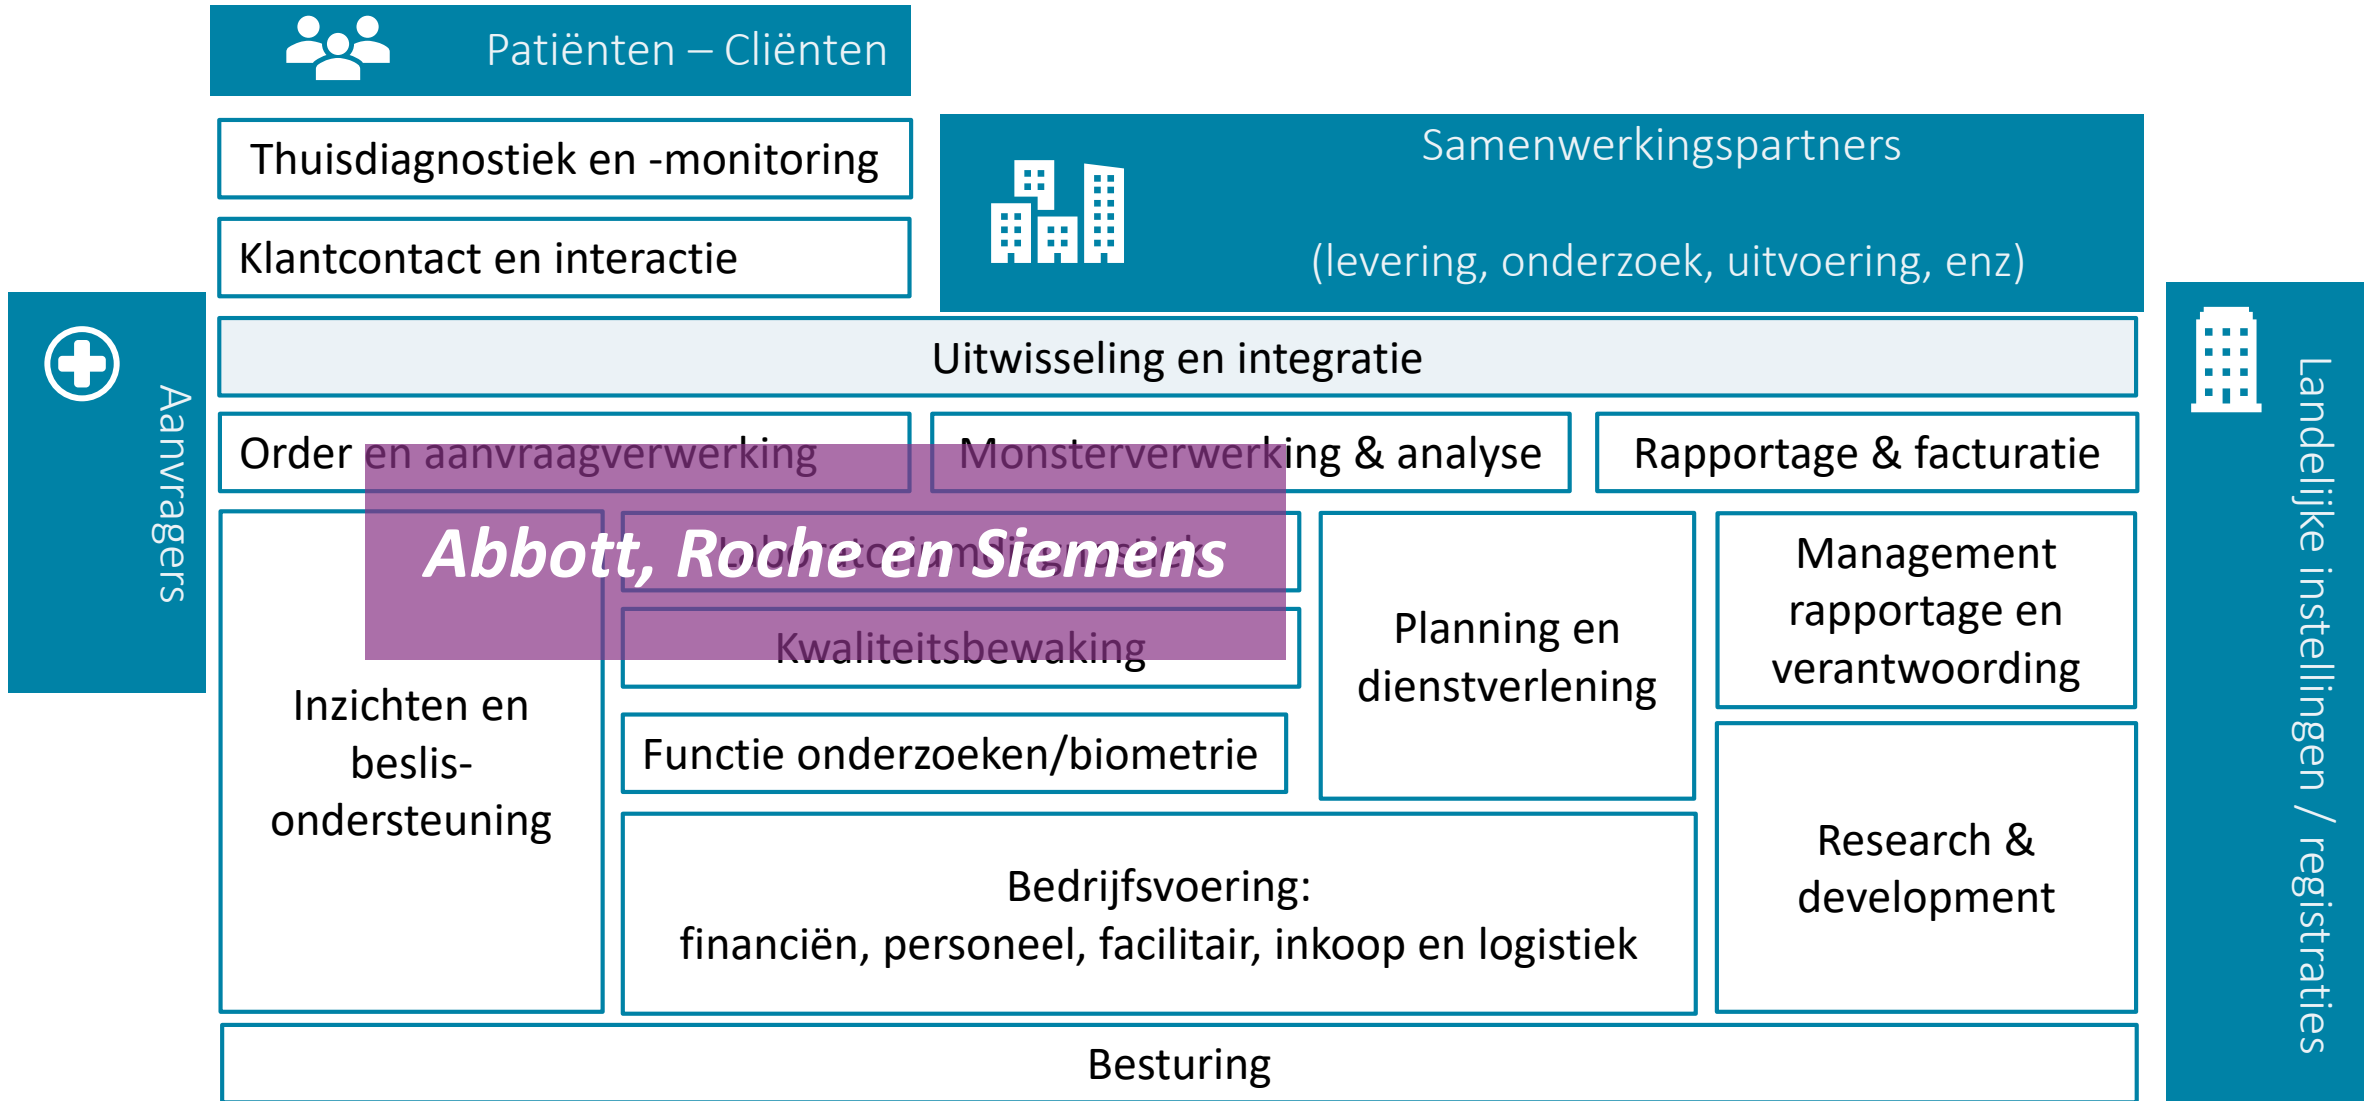 Patiënten – Cliënten
Thuisdiagnostiek en -monitoring
Klantcontact en interactie
Samenwerkingspartners
(levering, onderzoek, uitvoering, enz)
Aanvragers
Uitwisseling en integratie
Order en aanvraagverwerking
Monsterverwerking & analyse
Rapportage & facturatie
Abbott, Roche en Siemens
Laboratoriumdiagnostiek
Kwaliteitsbewaking
Inzichten en
beslis-
ondersteuning
Functie onderzoeken/biometrie
Planning en
dienstverlening
Management
rapportage en
verantwoording
Research &
development
Bedrijfsvoering:
financiën, personeel, facilitair, inkoop en logistiek
Besturing
Landelijke instellingen / registraties